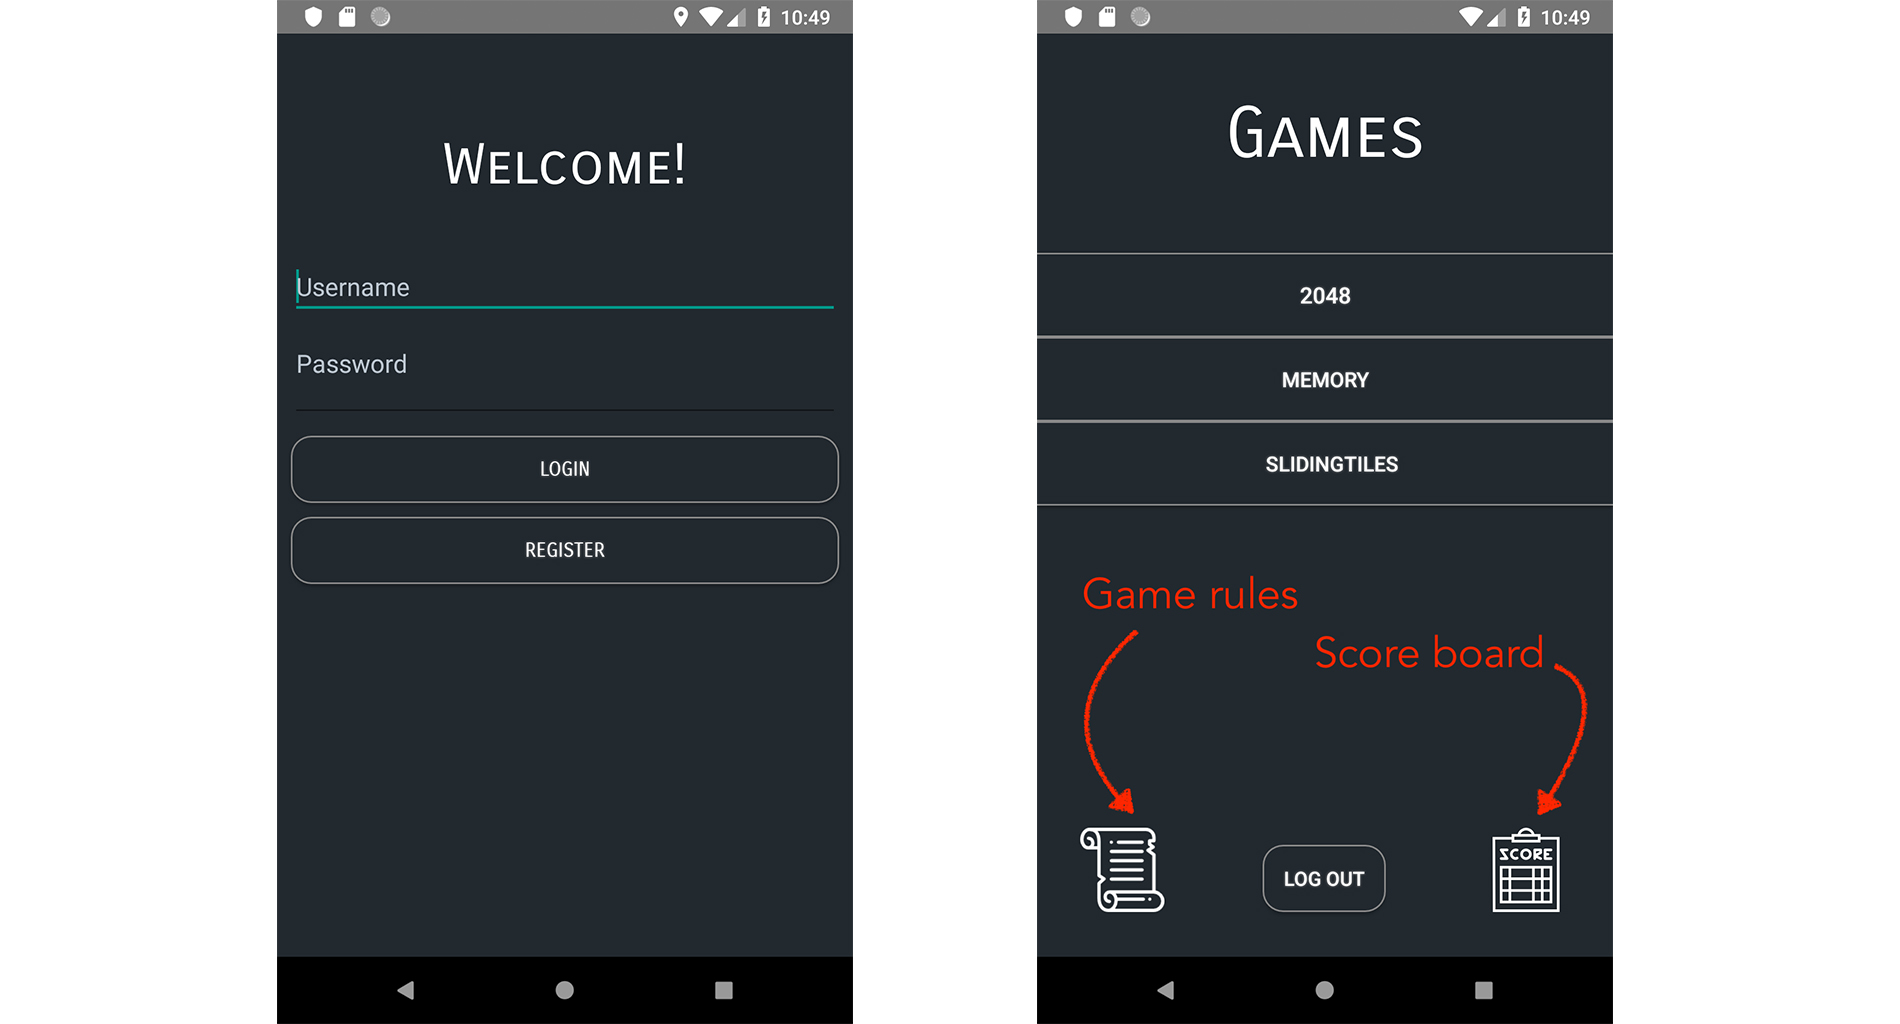 10:49
Welcome!
Username
Password
LOGIN
REGISTER
10:49
Games
2048
MEMORY
SLIDINGTILES
Game rules
Score board
SCORE
LOG OUT